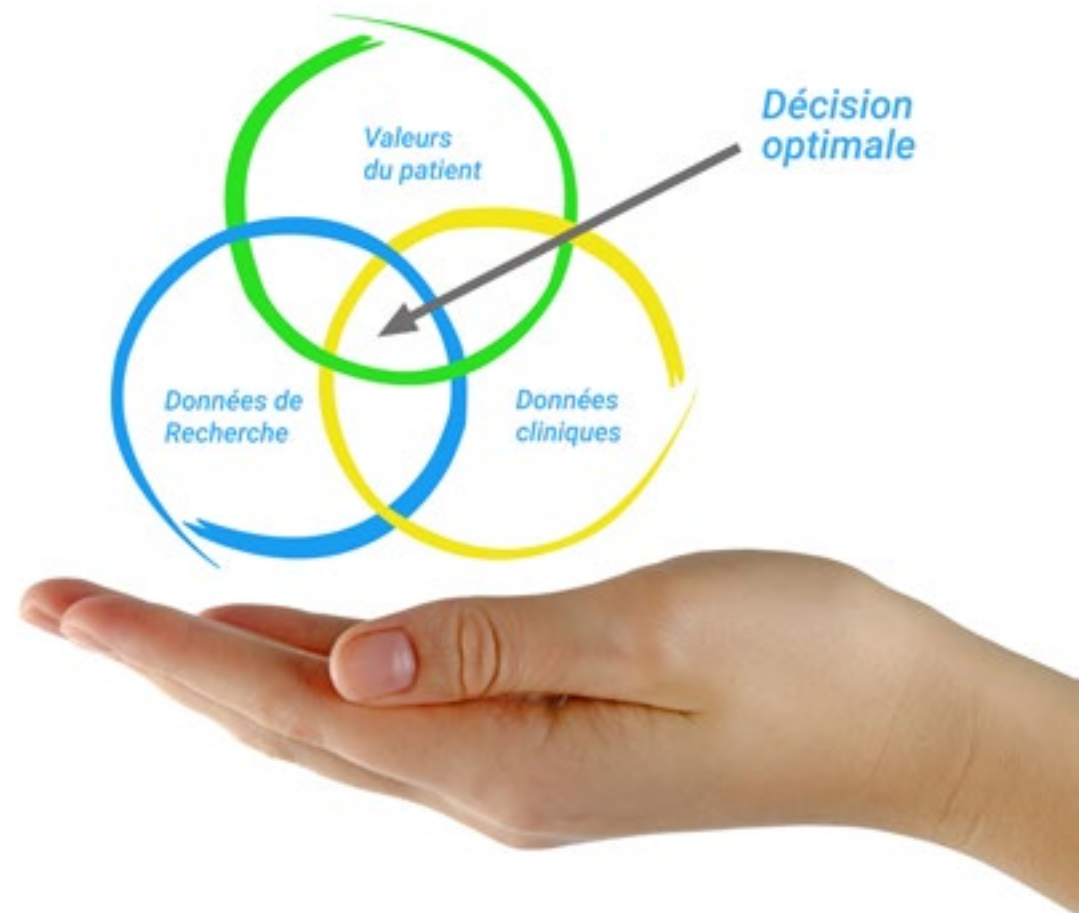 Décision
optimale
Valeurs
du patient
Données de
Recherche
Données
cliniques